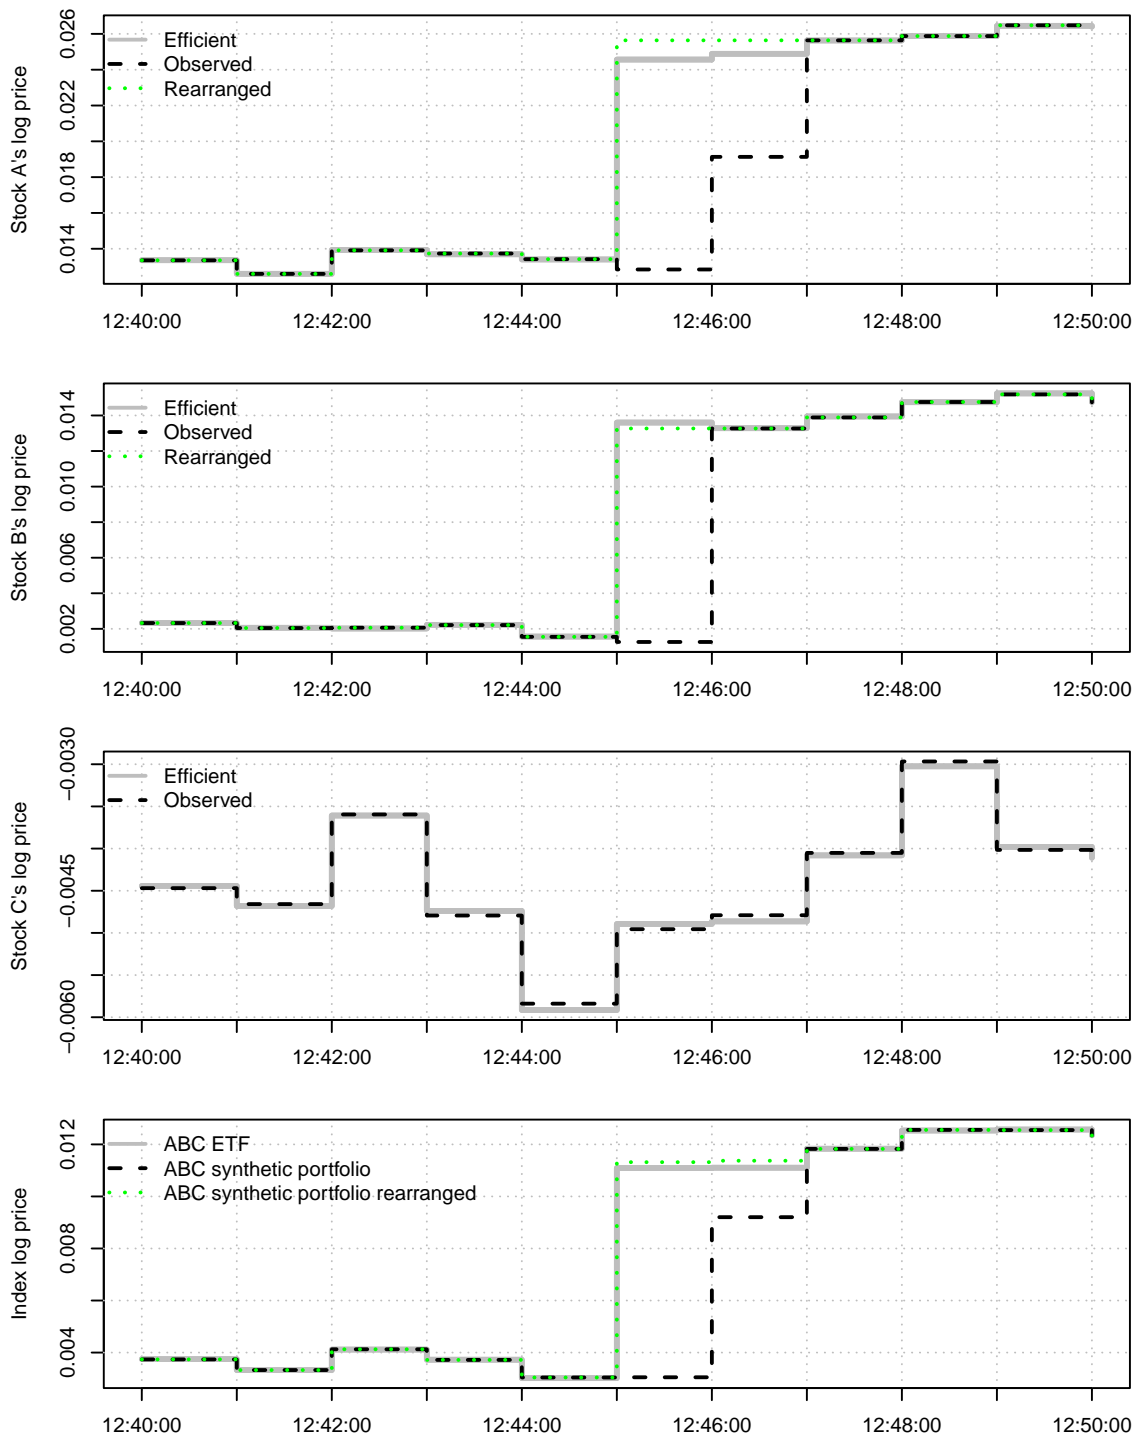 Stock A's log price
0.026
0.022
0.018
0.014
Efficient
Observed
Rearranged
12:40:00 12:42:00 12:44:00 12:46:00 12:48:00 12:50:00
Stock B's log price
0.014
0.010
0.006
0.002
Efficient
Observed
Rearranged
12:40:00 12:42:00 12:44:00 12:46:00 12:48:00 12:50:00
Stock C's log price
−0.0030
−0.0045
−0.0060
Efficient
Observed
12:40:00 12:42:00 12:44:00 12:46:00 12:48:00 12:50:00
Index log price
0.012
0.008
0.004
ABC ETF
ABC synthetic portfolio
ABC synthetic portfolio rearranged
12:40:00 12:42:00 12:44:00 12:46:00 12:48:00 12:50:00